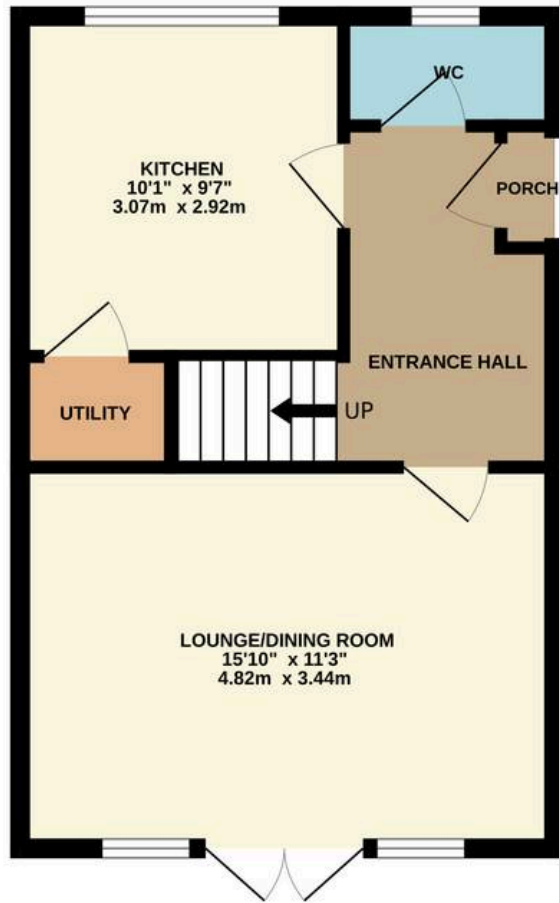 WC
KITCHEN
10'1" x 9'7"
3.07m x 2.92m
PORCH
ENTRANCE HALL
UTILITY
UP
LOUNGE/DINING ROOM
15'10" x 11'3"
4.82m x 3.44m